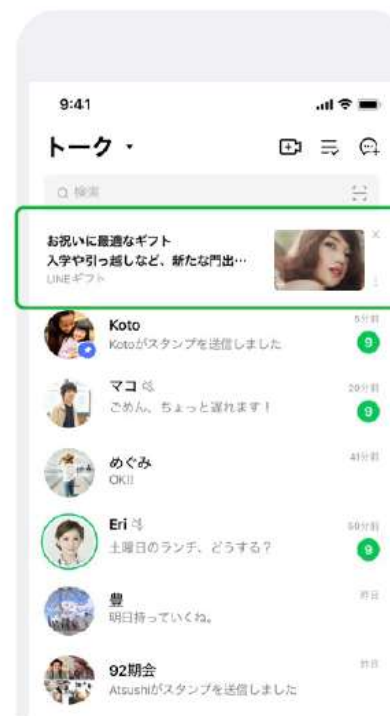 9:41
トーク
検索
お祝いに最適なギフト
入学や引っ越しなど、新たな門出…
LINEギフト
Koto
Kotoがスタンプを送信しました
5分前
9
マコ
ごめん、ちょっと遅れます!
20分前
9
めぐみ
OK!!
41分前
Eri
土曜日のランチ、どうする?
50分前
9
豊
明日持っていくね。
昨日
92期会
Atsushiがスタンプを送信しました
昨日